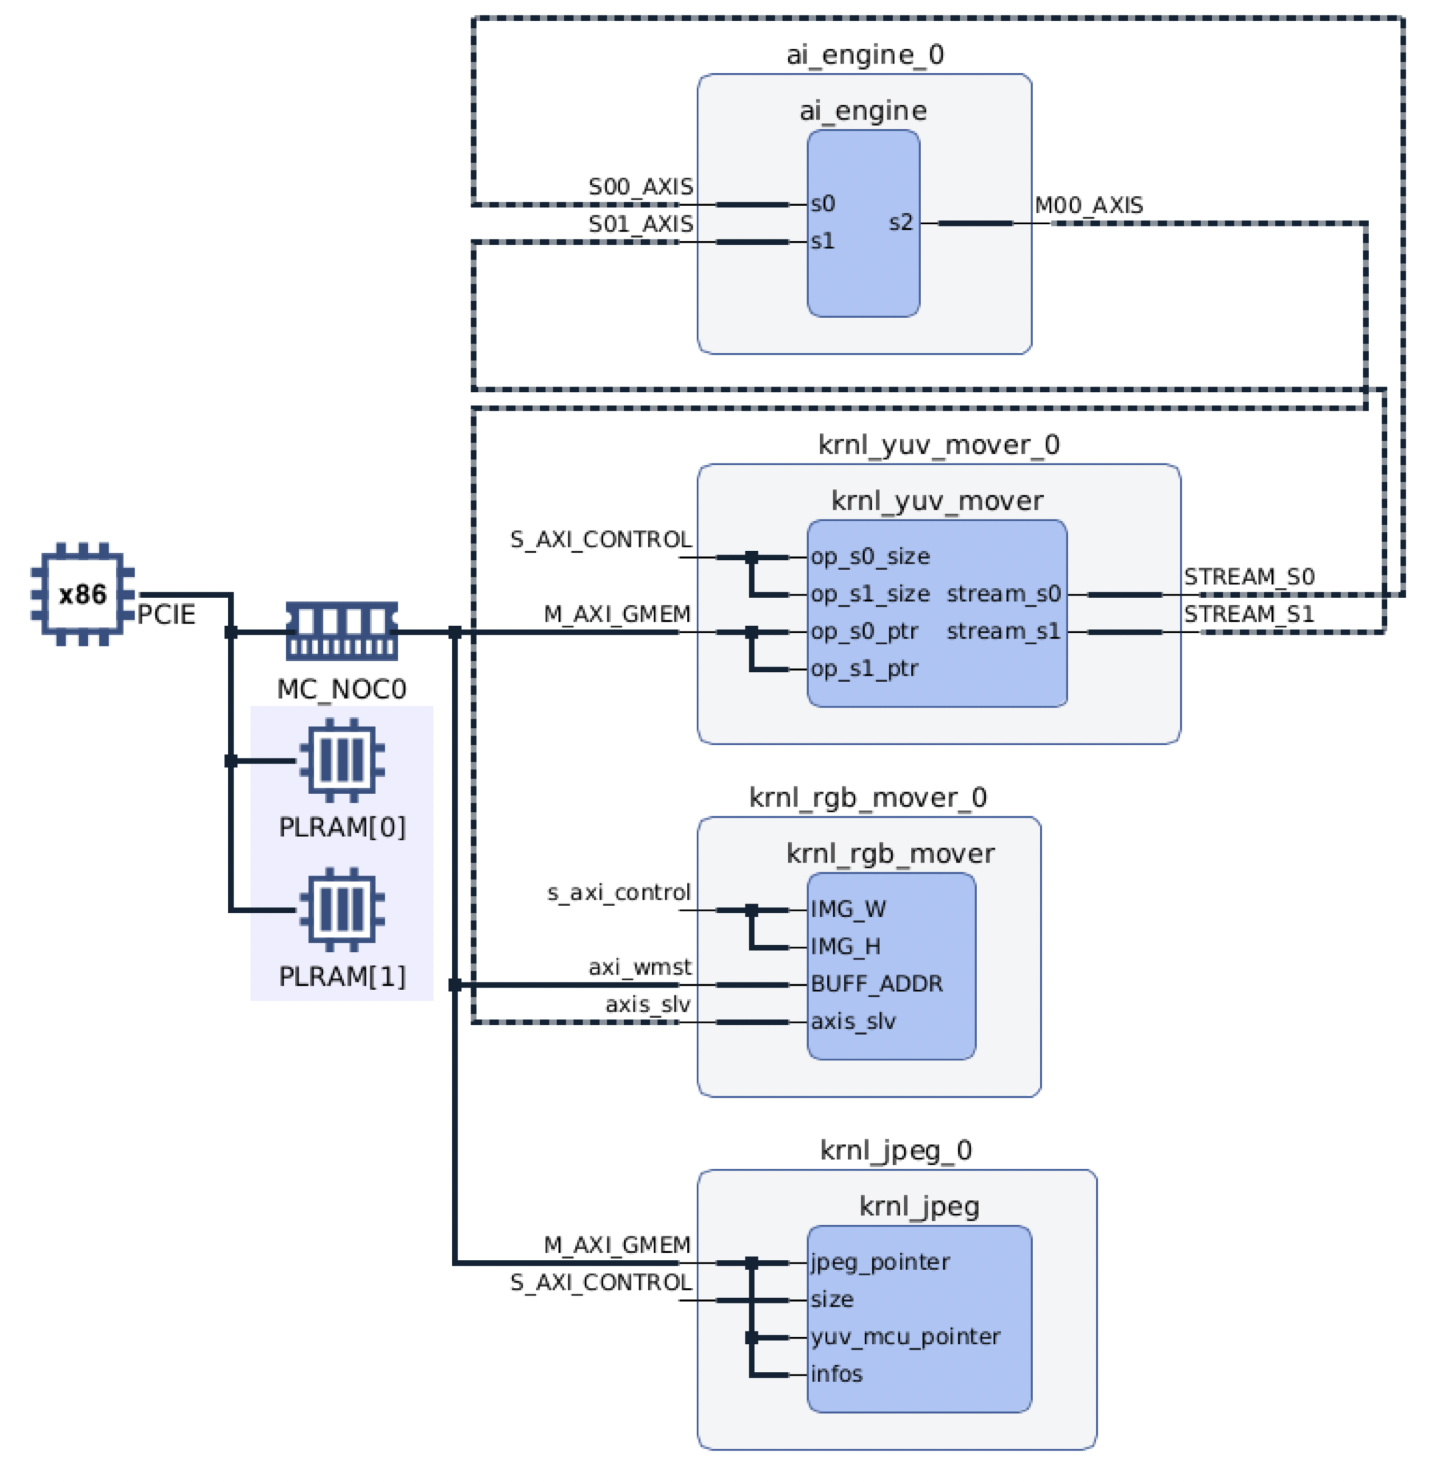 ai_engine_0
ai_engine
S00_AXIS
s0
M00_AXIS
s2
S01_AXIS
s1
krnl_yuv_mover_0
krnl_yuv_mover
S_AXI_CONTROL
op_s0_size
STREAM_S0
op_s1_size stream_s0
x86
PCIE
M_AXI_GMEM
op_s0_ptr stream_s1
STREAM_S1
op_s1_ptr
MC_NOC0
PLRAM[0]
PLRAM[1]
krnl_rgb_mover_0
krnl_rgb_mover
s_axi_control
IMG_W
IMG_H
axi_wmst
BUFF_ADDR
axis_slv
axis_slv
krnl_jpeg_0
krnl_jpeg
M_AXI_GMEM
jpeg_pointer
S_AXI_CONTROL
size
yuv_mcu_pointer
infos